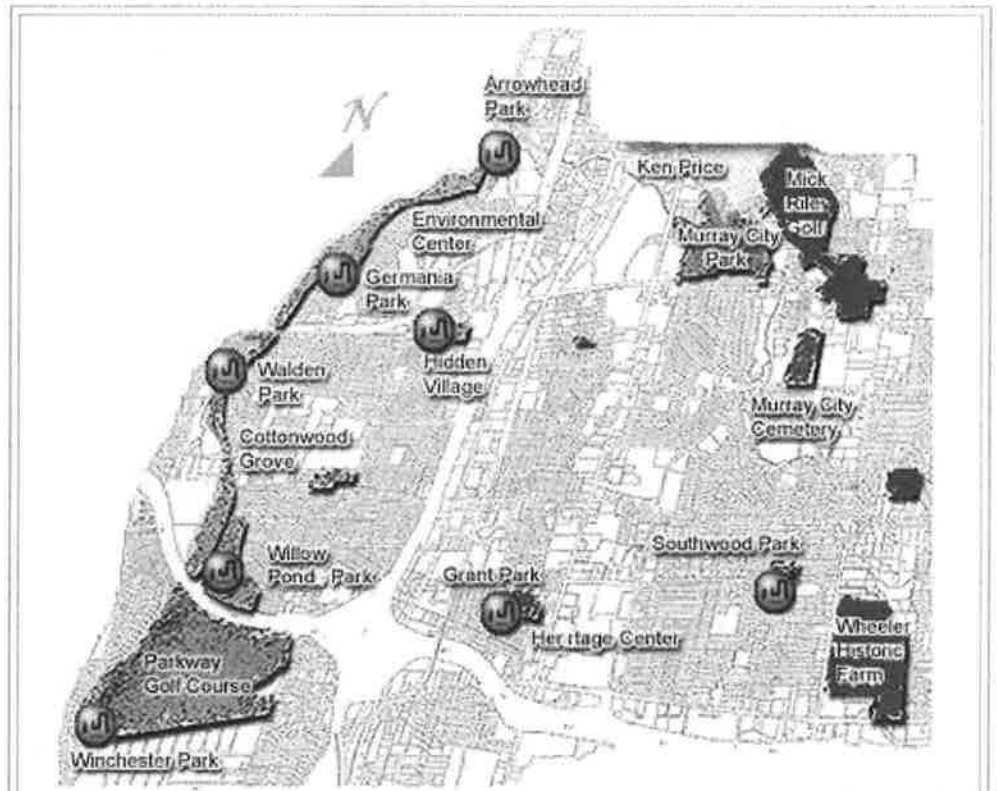 Arrowhead
Park
N
Ken Price
Mick
Riley
Golf
Environmental
Center
Murray City
Park
Germania
Park
Hidden
Village
Walden
Park
Murray City
Cemetery
Cottonwood
Grove
Willow
Pond Park
Southwood Park
Grant Park
Heritage Center
Wheeler
Historic
Farm
Parkway
Golf Course
Winchester Park